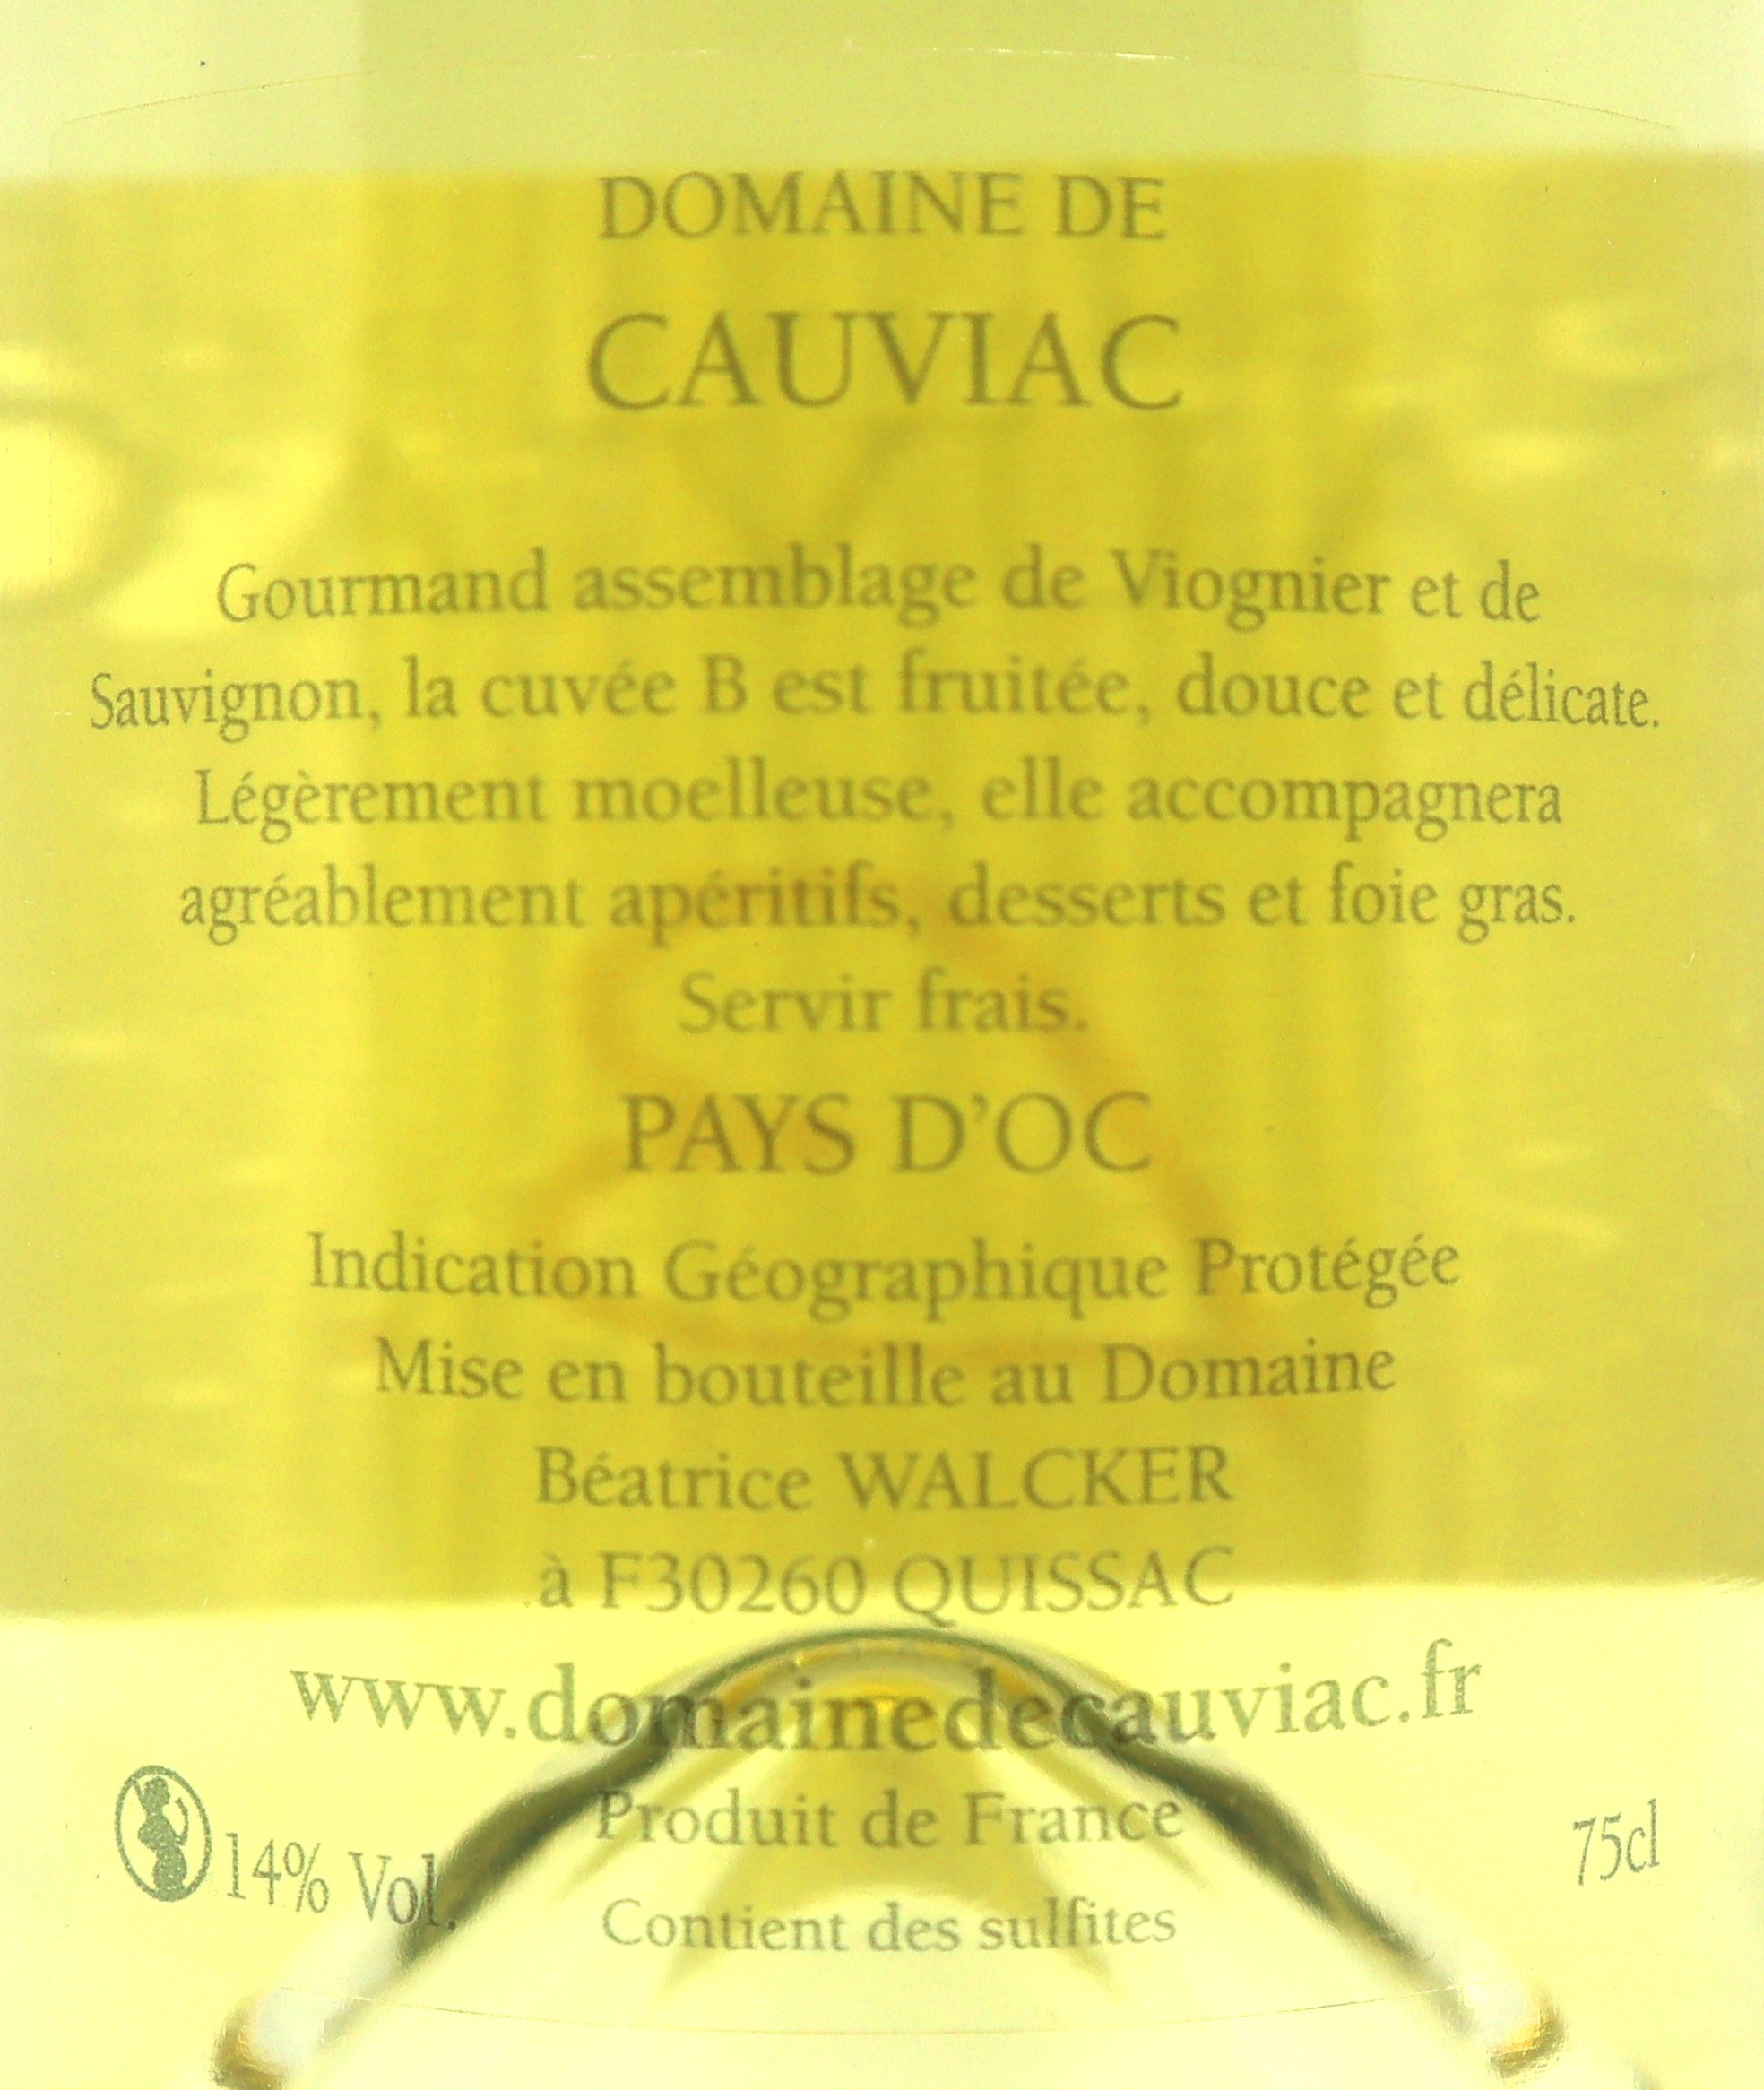 DOMAINE DE
CAUVIAC
Gourmand assemblage de Viognier et de
Sauvignon, la cuvée B est fruitée, douce et délicate.
Légèrement moelleuse, elle accompagnera
agréablement apéritifs, desserts et foie gras.
Servir frais.
PAYS D'OC
Indication Géographique Protégée
Mise en bouteille au Domaine
Béatrice WALCKER
à F30260 QUISSAC
www.domainedecauviac.fr
Produit de France
14% Vol.
75cl
Contient des sulfites